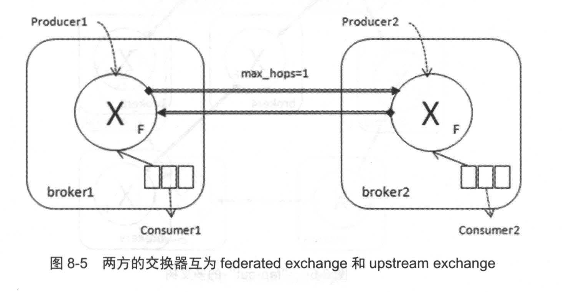 Producer1
Producer2
max_hops=1
X
F
X
F
broker1
broker2
Consumer1
Consumer2
图 8-5 两方的交换器互为 federated exchange 和 upstream exchange